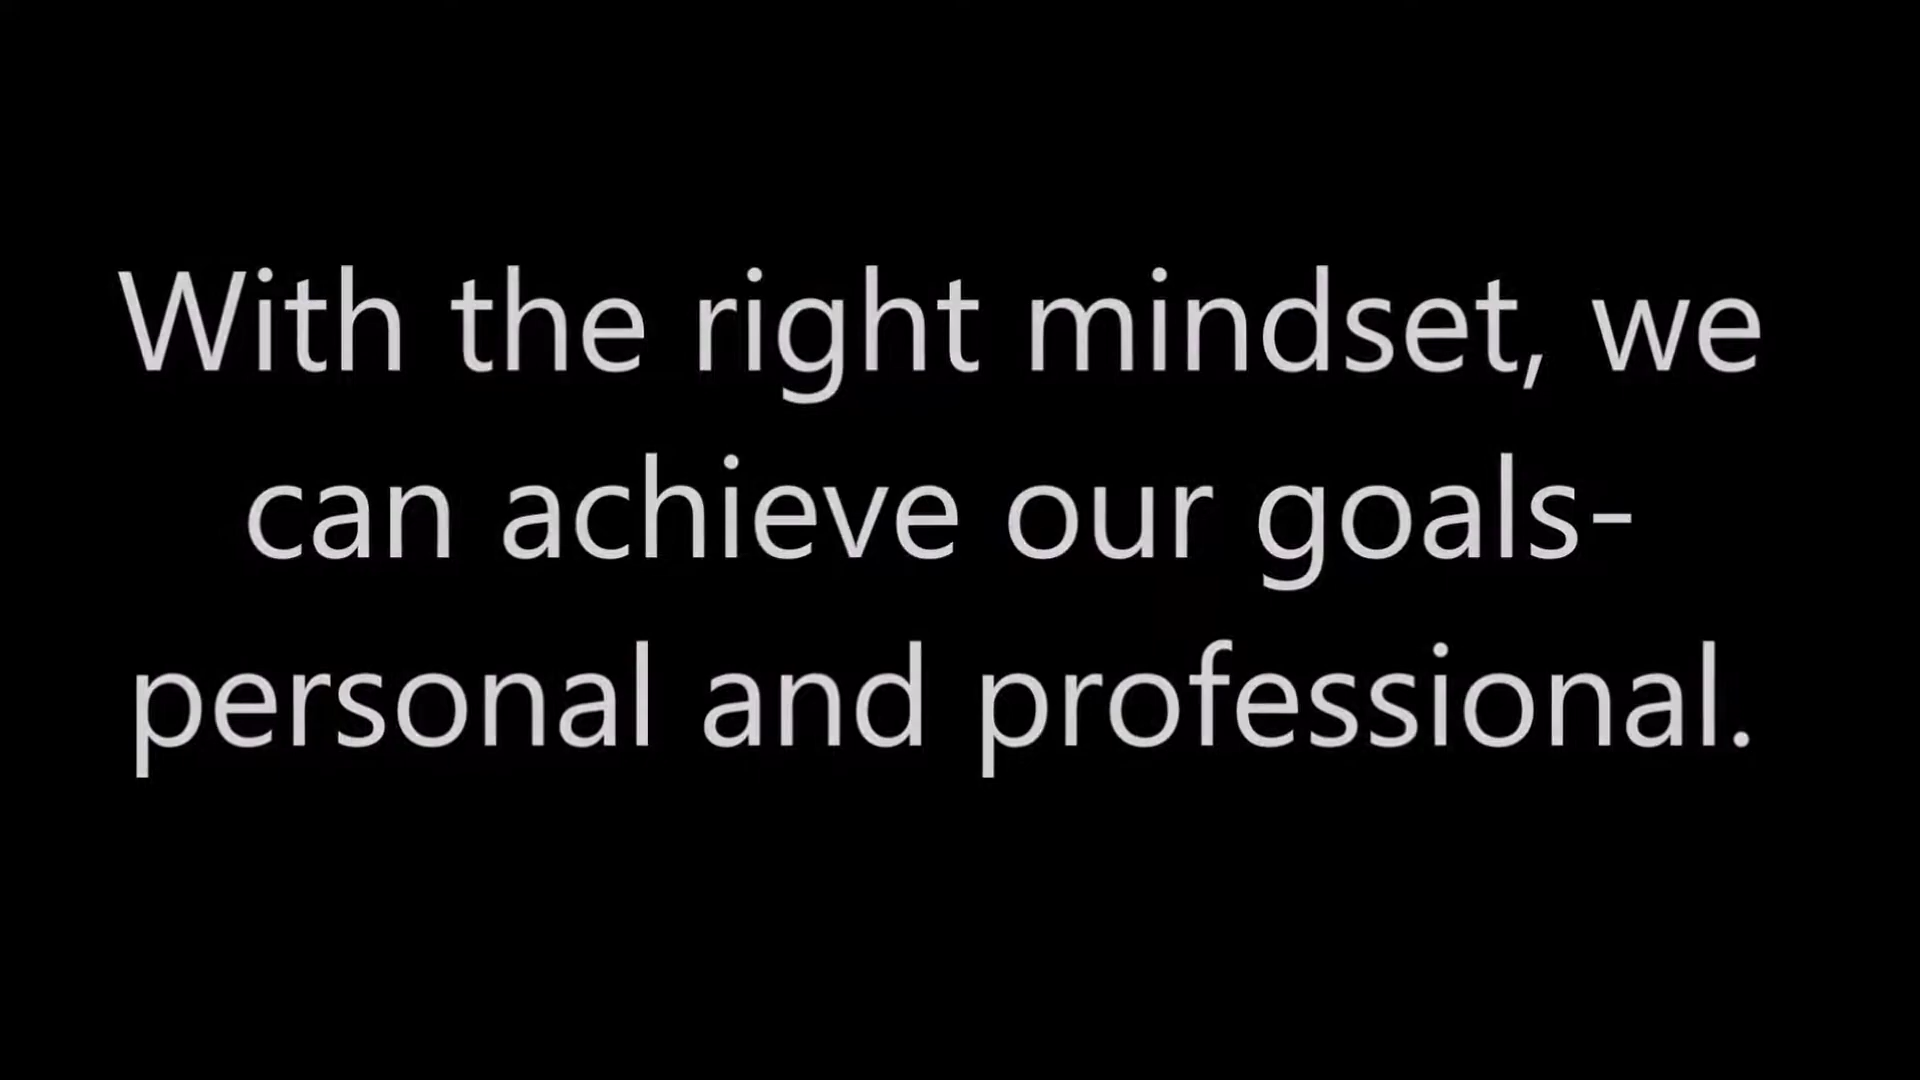 With the right mindset, we
can achieve our goals-
personal and professional.